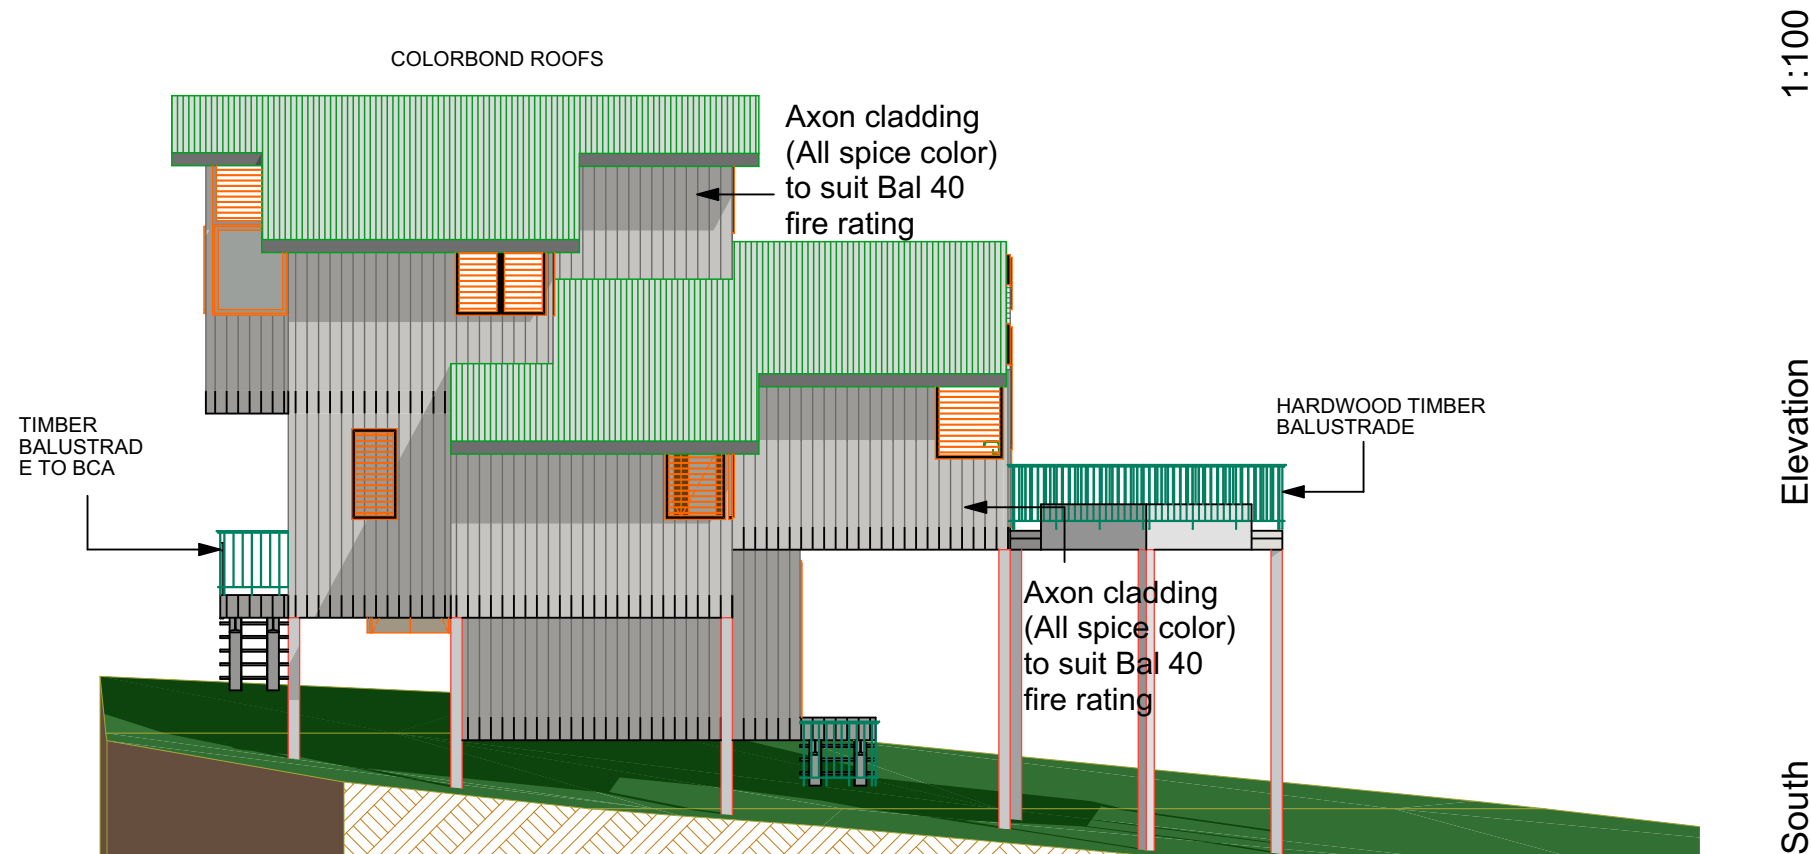 COLORBOND ROOFS
Axon cladding
(All spice color)
to suit Bal 40
fire rating
TIMBER
BALUSTRAD
E TO BCA
HARDWOOD TIMBER
BALUSTRADE
Axon cladding
(All spice color)
to suit Bal 40
fire rating
South Elevation 1:100